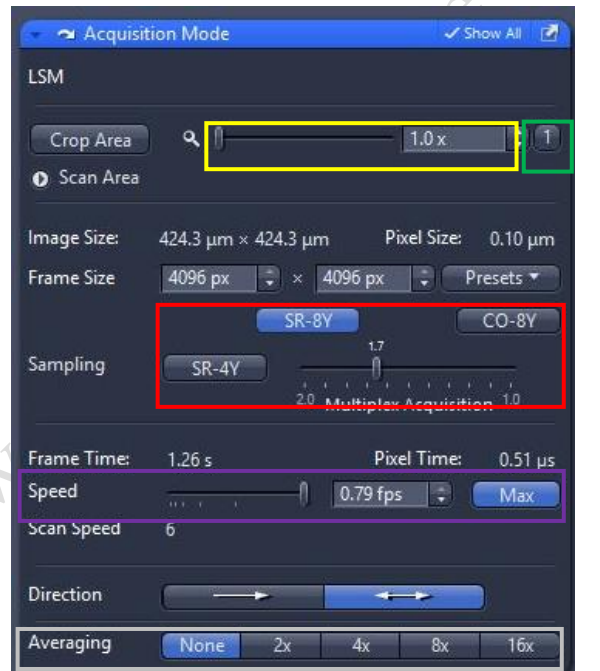 Acquisition Mode Show All
LSM
Crop Area 1.0 x 1
Scan Area
Image Size: 424.3 µm × 424.3 µm Pixel Size: 0.10 µm
Frame Size 4096 px × 4096 px Presets
SR-8Y CO-8Y
1.7
Sampling SR-4Y
2.0 Multiplex Acquisition 1.0
Frame Time: 1.26 s Pixel Time: 0.51 µs
Speed 0.79 fps Max
Scan Speed 6
Direction
Averaging None 2x 4x 8x 16x